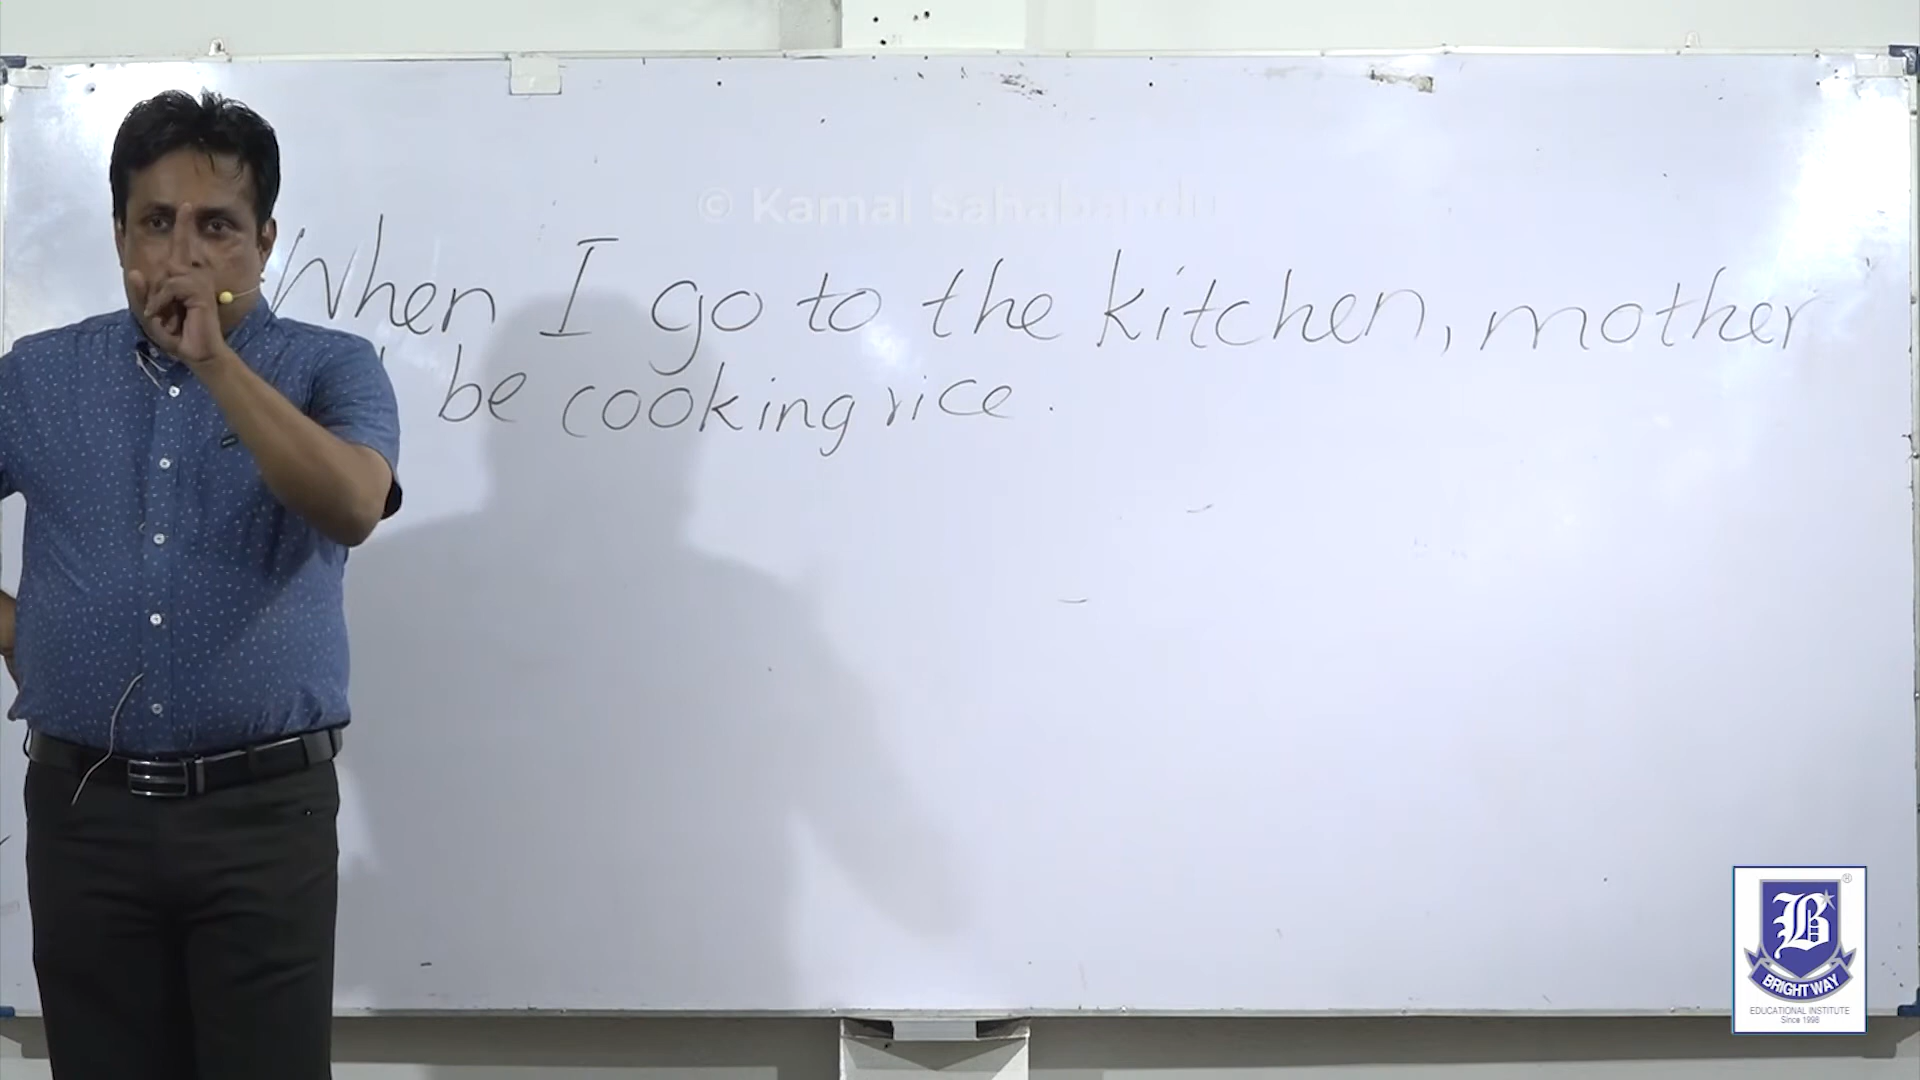 © Kamal Sahabandu
When I go to the kitchen, mother
be cooking rice.
B
®
BRIGHT WAY
EDUCATIONAL INSTITUTE
Since 1998